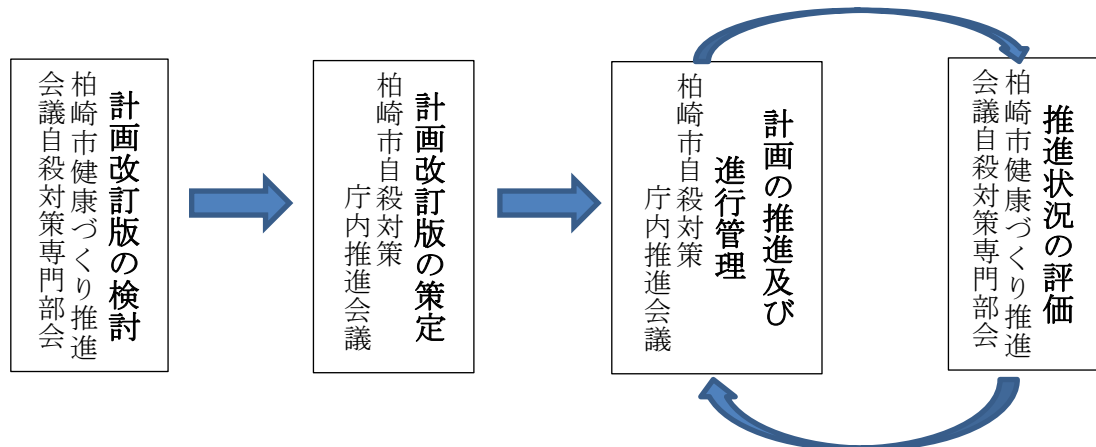 計画改訂版の検討
柏崎市健康づくり推進
会議自殺対策専門部会
計画改訂版の策定
柏崎市自殺対策
庁内推進会議
計画の推進及び
進行管理
柏崎市自殺対策
庁内推進会議
推進状況の評価
柏崎市健康づくり推進
会議自殺対策専門部会